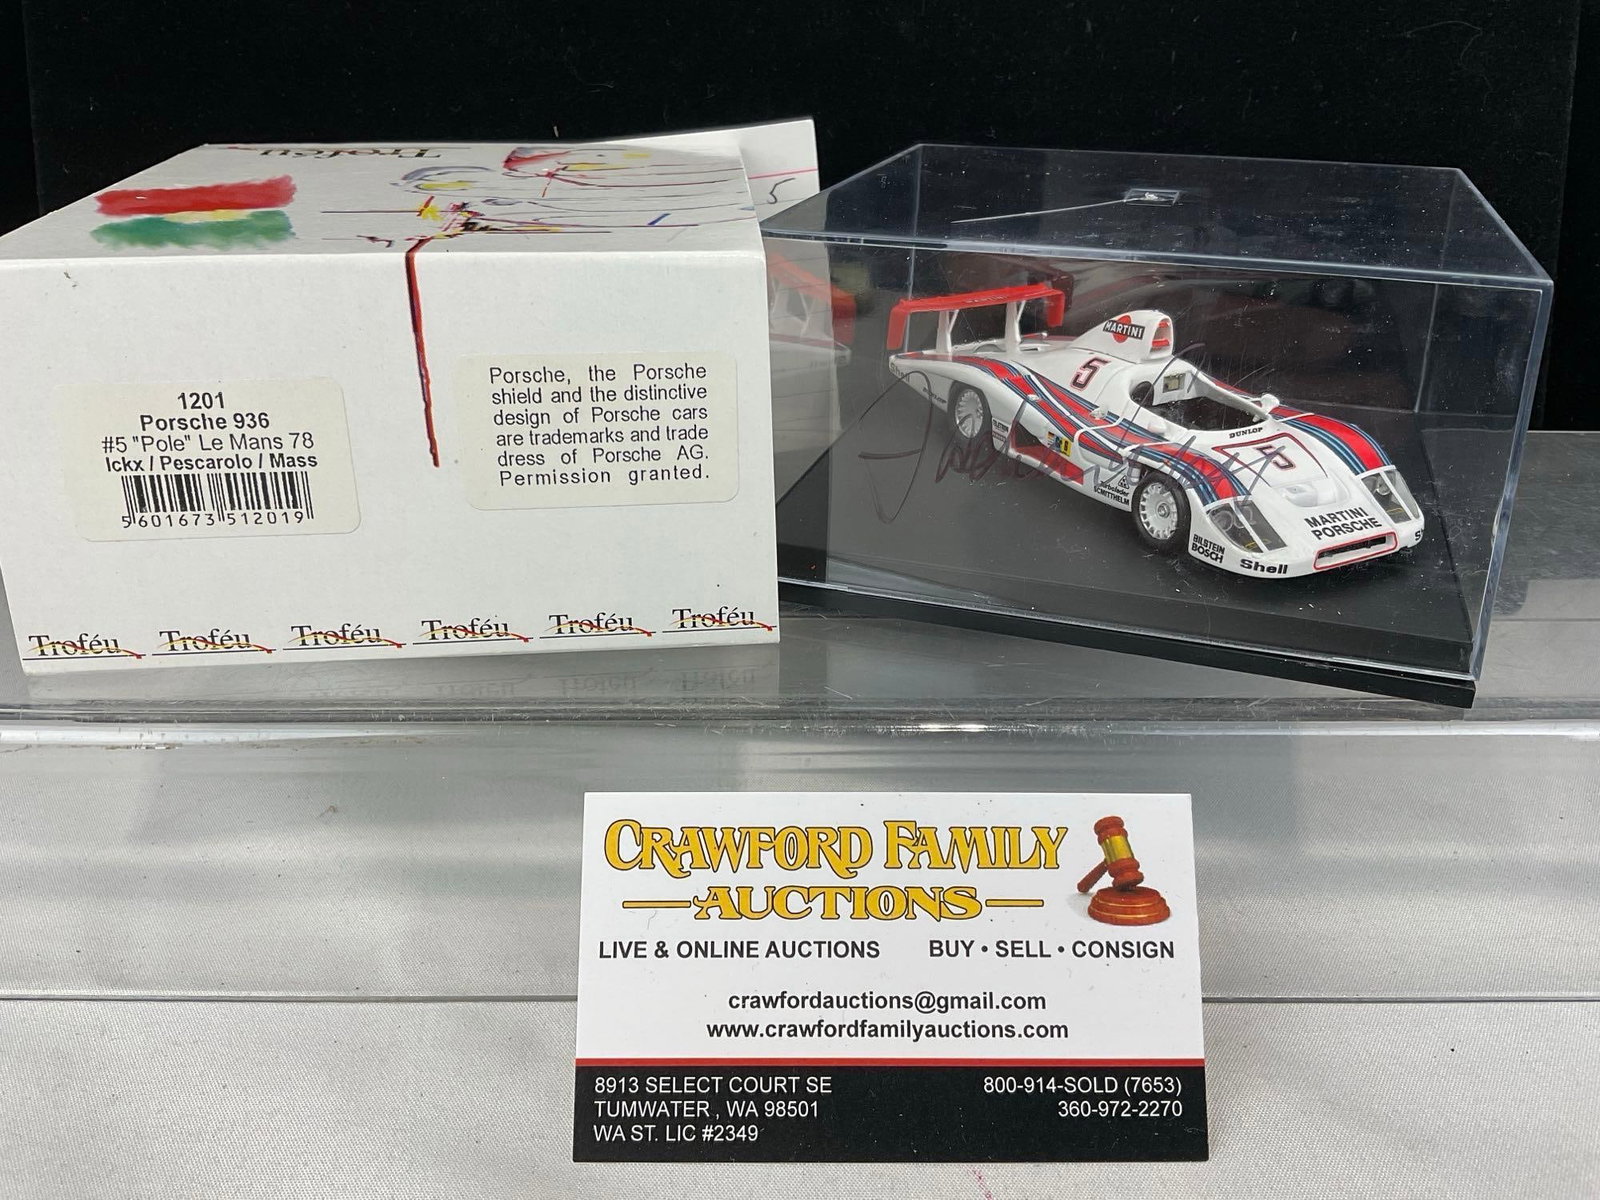 Troféu
5
1201
Porsche 936
#5 "Pole" Le Mans 78
Ickx / Pescarolo / Mass
5 601673 512019
Porsche, the Porsche
shield and the distinctive
design of Porsche cars
are trademarks and trade
dress of Porsche AG.
Permission granted.
Troféu Troféu Troféu Troféu Troféu Troféu
MARTINI
5
Shell
DUNLOP
5
MARTINI
PORSCHE
BILSTEIN
BOSCH
Shell
CRAWFORD FAMILY
AUCTIONS
LIVE & ONLINE AUCTIONS BUY • SELL • CONSIGN
crawfordauctions@gmail.com
www.crawfordfamilyauctions.com
8913 SELECT COURT SE
TUMWATER , WA 98501
WA ST. LIC #2349
800-914-SOLD (7653)
360-972-2270